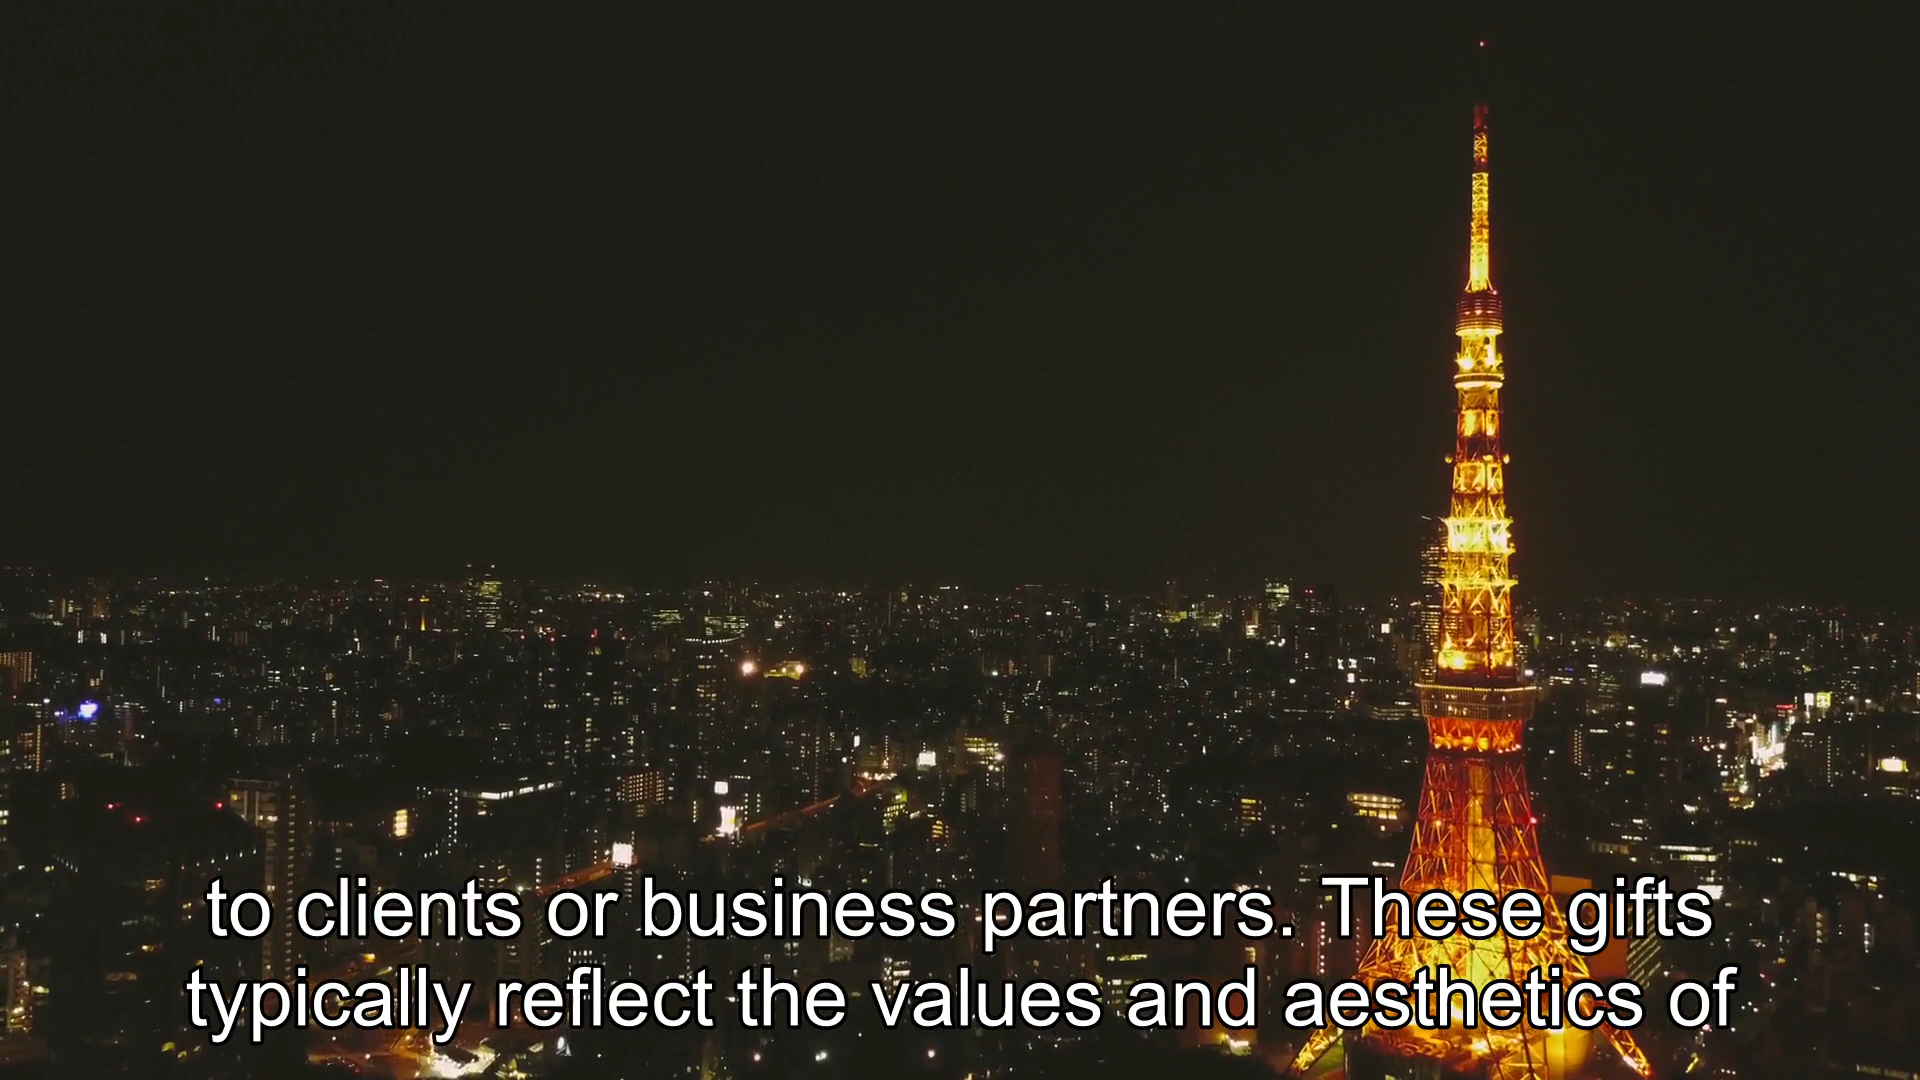 to clients or business partners. These gifts
typically reflect the values and aesthetics of